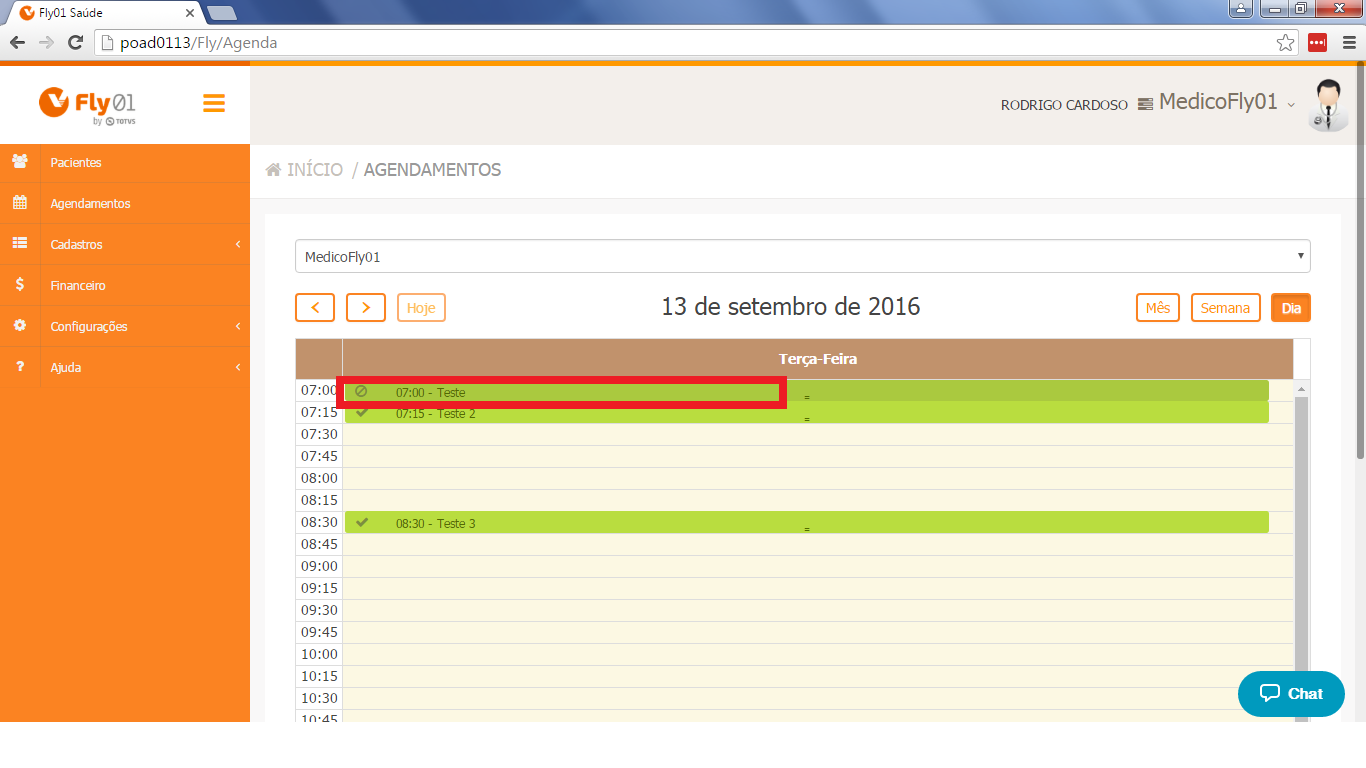 Fly01 Saúde
poad0113/Fly/Agenda
Fly01
by TOTVS
RODRIGO CARDOSO MedicoFly01
Pacientes
Agendamentos
Cadastros
Financeiro
Configurações
Ajuda
INÍCIO / AGENDAMENTOS
MedicoFly01
Hoje
13 de setembro de 2016
Mês Semana Dia
Terça-Feira
07:00 07:00 - Teste =
07:15 07:15 - Teste 2 =
07:30
07:45
08:00
08:15
08:30 08:30 - Teste 3 =
08:45
09:00
09:15
09:30
09:45
10:00
10:15
10:30
10:45
Chat